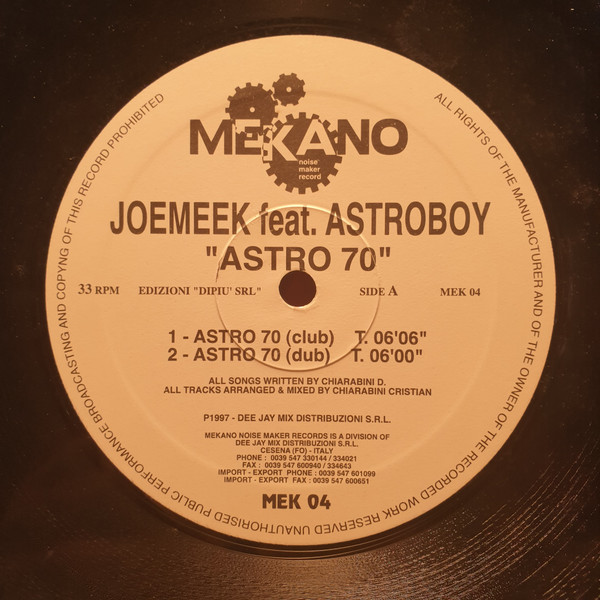 MEKANO
noise
maker
record
JOEMEEK feat. ASTROBOY
"ASTRO 70"
33 RPM EDIZIONI "DIPIU' SRL" SIDE A MEK 04
1 - ASTRO 70 (club) T. 06'06"
2 - ASTRO 70 (dub) T. 06'00"
ALL SONGS WRITTEN BY CHIARABINI D.
ALL TRACKS ARRANGED & MIXED BY CHIARABINI CRISTIAN
P1997 - DEE JAY MIX DISTRIBUZIONI S.R.L.
MEKANO NOISE MAKER RECORDS IS A DIVISION OF
DEE JAY MIX DISTRIBUZIONI S.R.L.
CESENA (FO) - ITALY
PHONE : 0039 547 330144 / 334021
FAX : 0039 547 600940 / 334643
IMPORT - EXPORT PHONE : 0039 547 601099
IMPORT - EXPORT FAX : 0039 547 600651
MEK 04
ALL RIGHTS OF THE MANUFACTURER AND OF THE OWNER OF THE RECORDED WORK RESERVED UNAUTHORISED PUBLIC PERFORMANCE BROADCASTING AND COPYNG OF THIS RECORD PROHIBITED